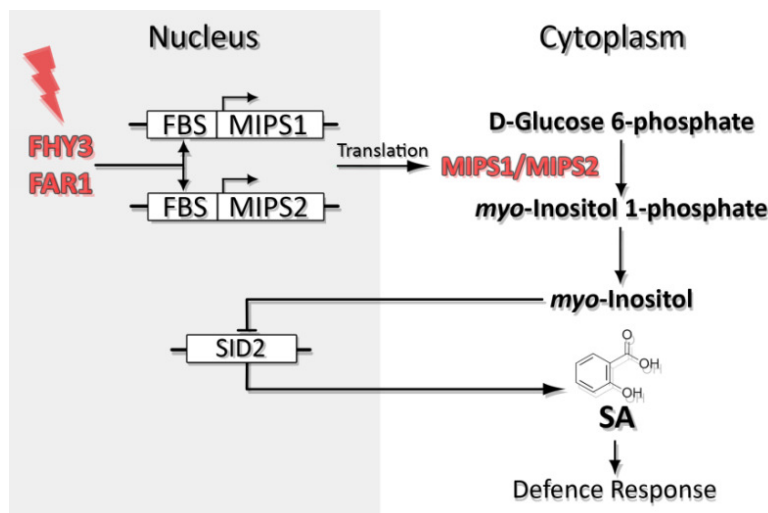 Nucleus
Cytoplasm
FBS MIPS1
D-Glucose 6-phosphate
FHY3
FAR1
Translation
MIPS1/MIPS2
FBS MIPS2
myo-Inositol 1-phosphate
myo-Inositol
SID2
O
OH
OH
SA
Defence Response